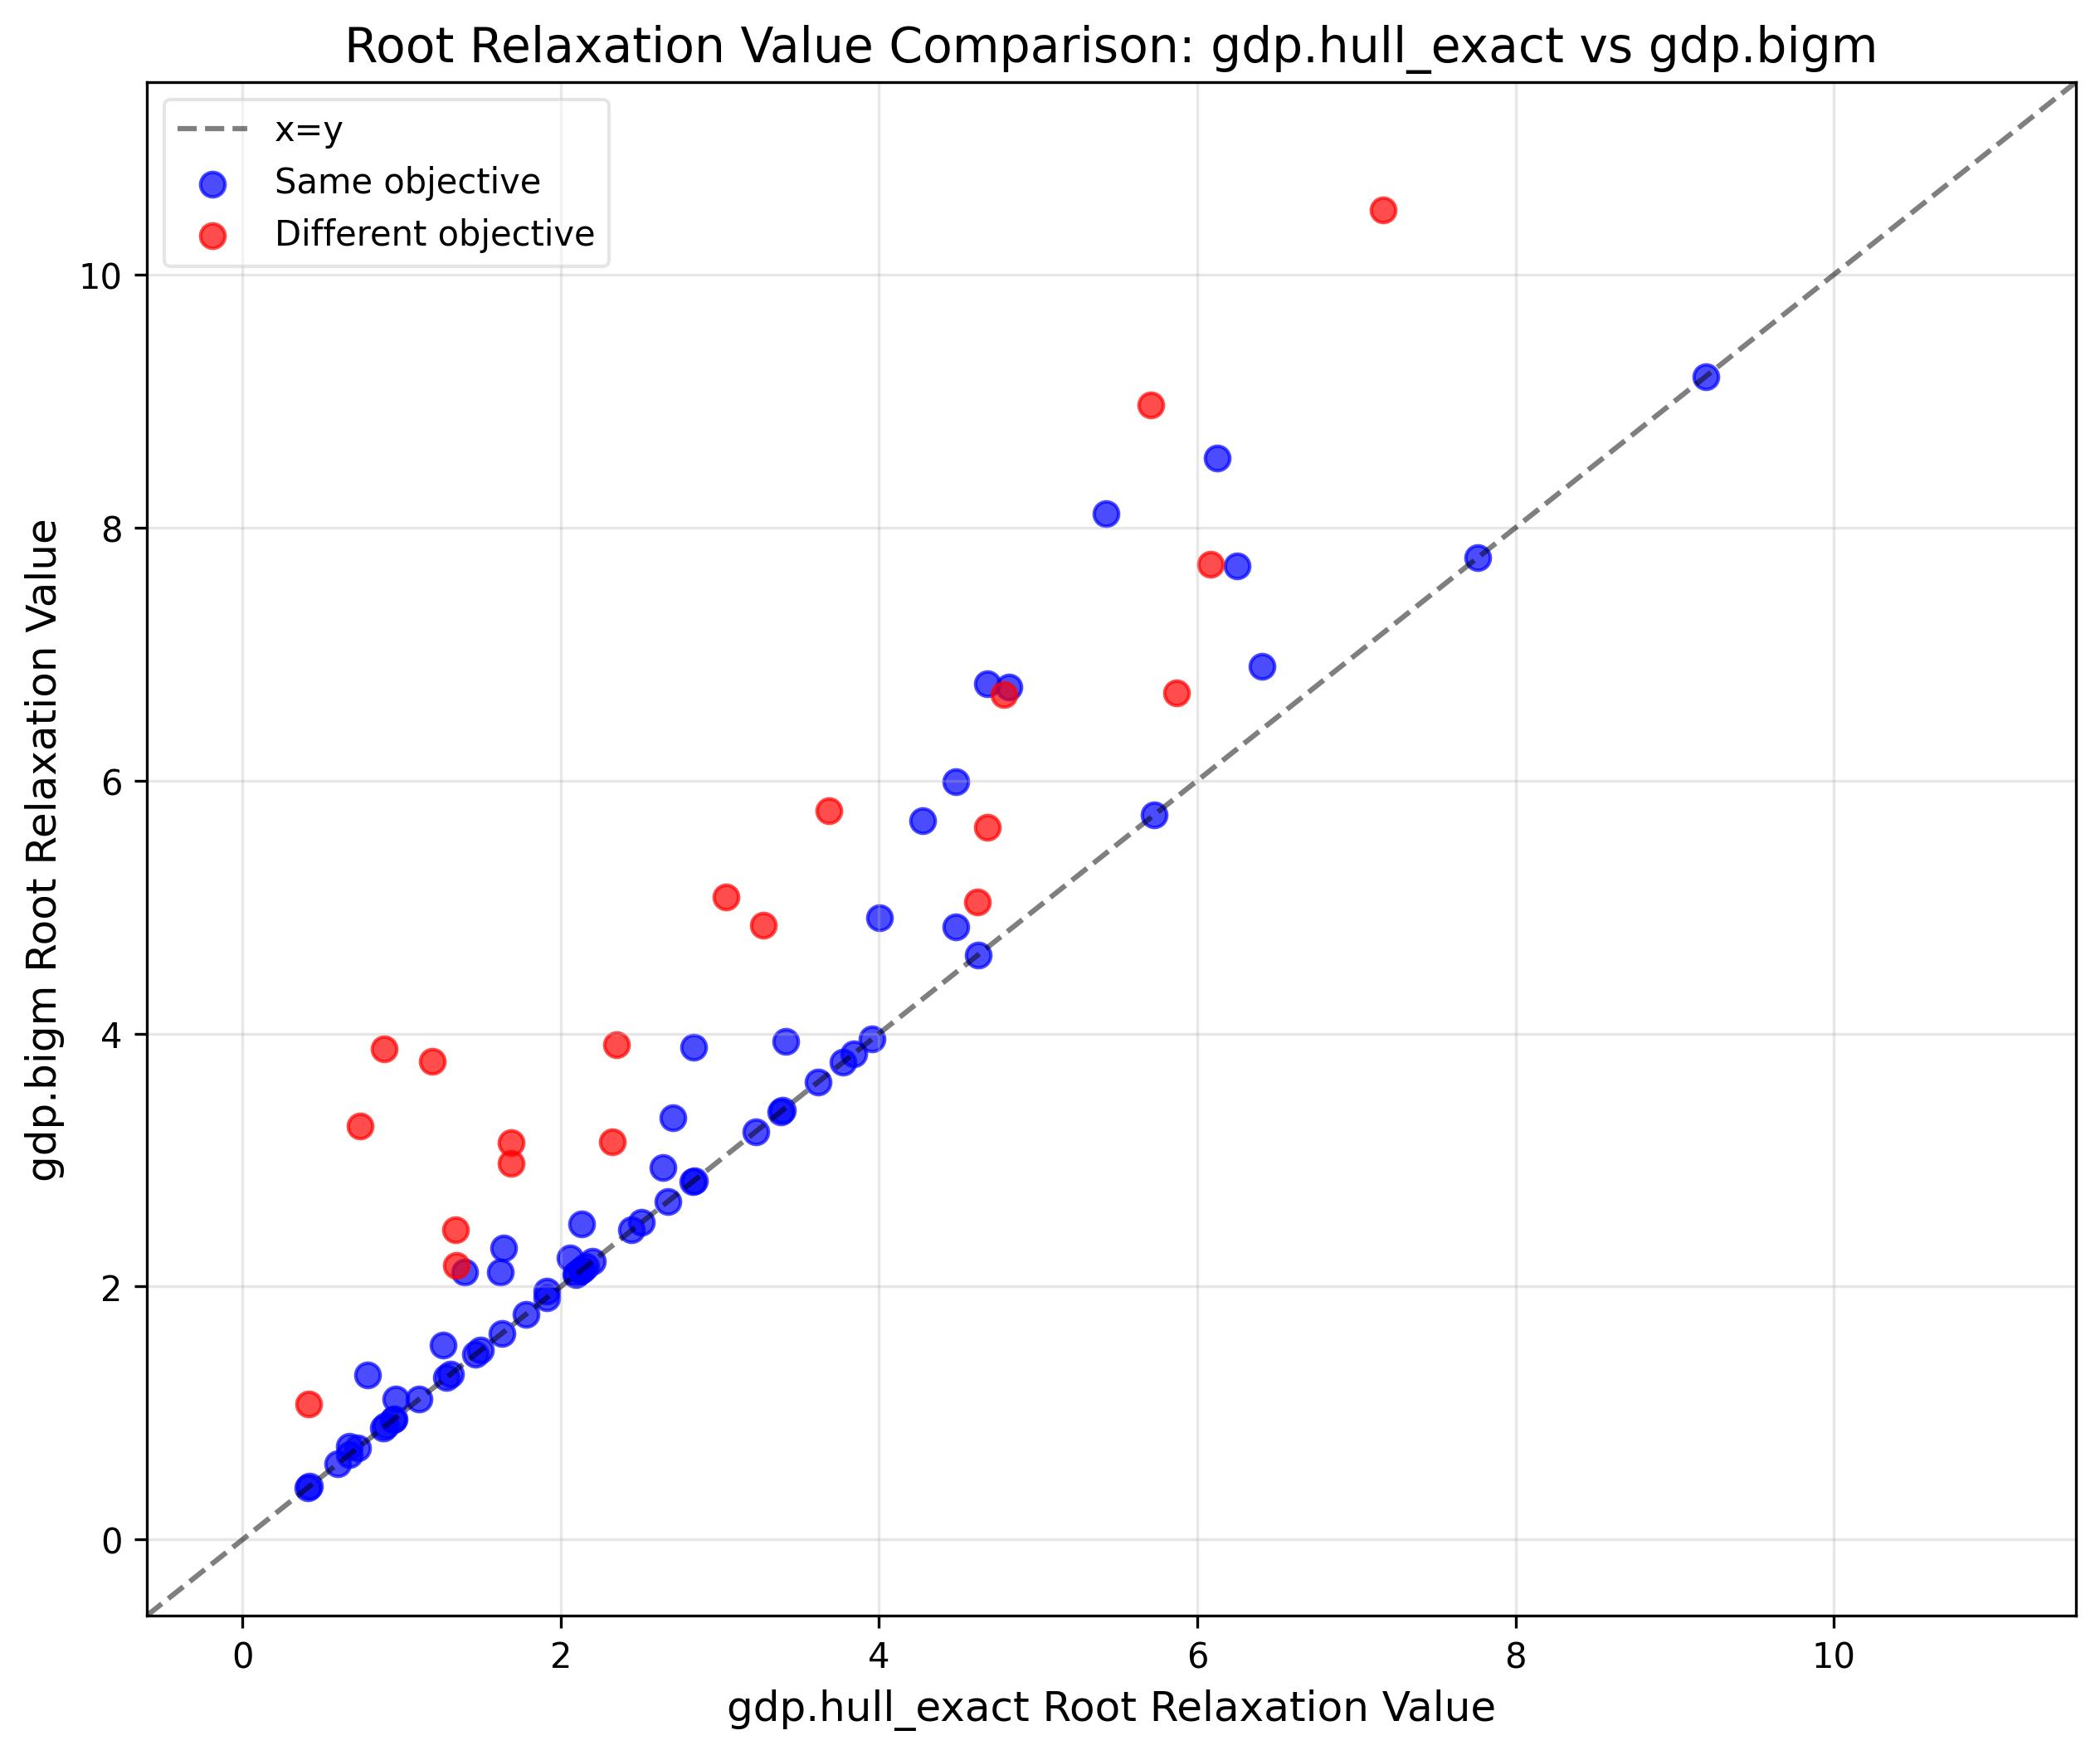 Root Relaxation Value Comparison: gdp.hull_exact vs gdp.bigm
x=y
Same objective
Different objective
gdp.bigm Root Relaxation Value
10
8
6
4
2
0
0 2 4 6 8 10
gdp.hull_exact Root Relaxation Value